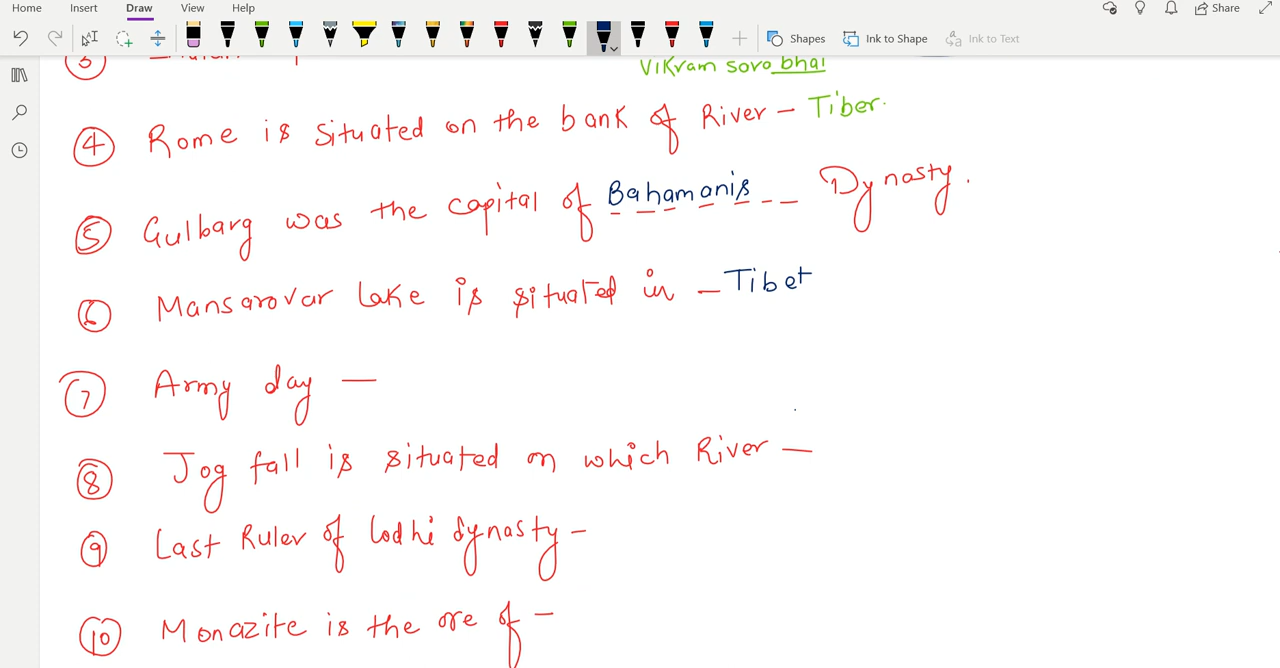 Home Insert Draw View Help Share
Shapes Ink to Shape Ink to Text
3
Vikram sorobhai
4 Rome is situated on the bank of River - Tiber.
5 Gulbarg was the capital of Bahamanis Dynasty.
6 Mansarovar lake is situated in - Tibet
7 Army day -
8 Jog fall is situated on which River -
9 Last Ruler of lodhi dynasty -
10 Monazite is the ore of -